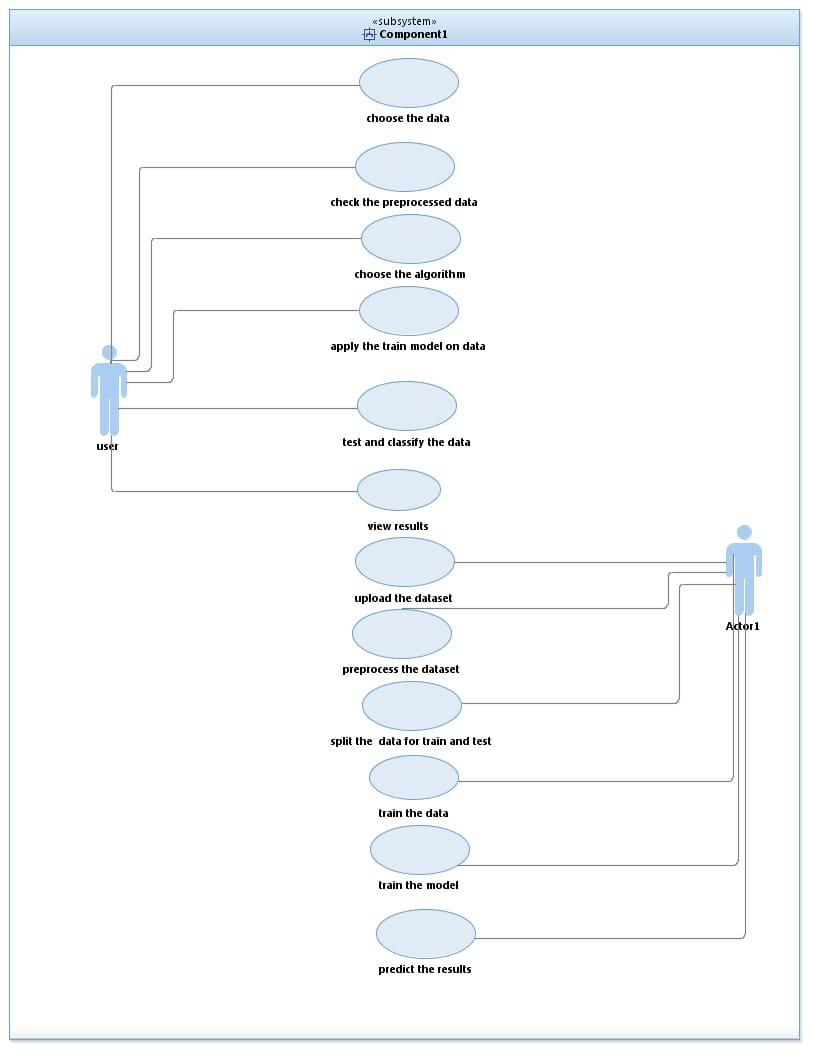 «subsystem»
Component1
choose the data
check the preprocessed data
choose the algorithm
apply the train model on data
test and classify the data
user
view results
upload the dataset
Actor1
preprocess the dataset
split the  data for train and test
train the data
train the model
predict the results